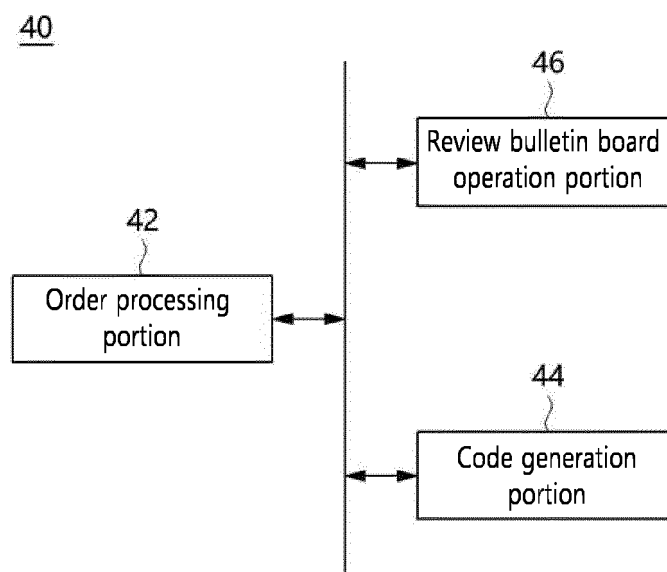 40
46
Review bulletin board
operation portion
42
Order processing
portion
44
Code generation
portion